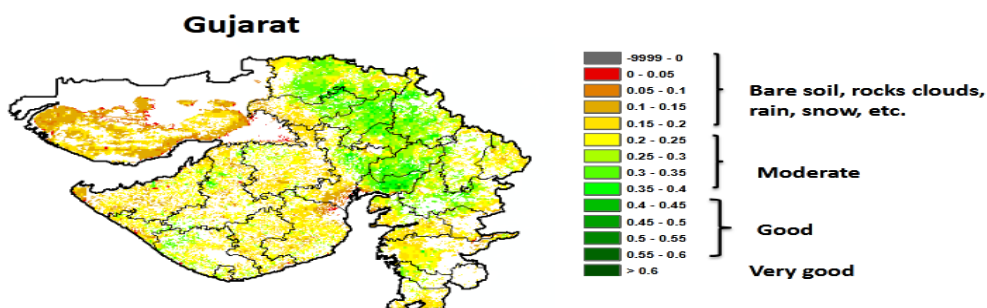 Gujarat
-9999 - 0
0 - 0.05
0.05 - 0.1
0.1 - 0.15
0.15 - 0.2
0.2 - 0.25
0.25 - 0.3
0.3 - 0.35
0.35 - 0.4
0.4 - 0.45
0.45 - 0.5
0.5 - 0.55
0.55 - 0.6
> 0.6
Bare soil, rocks clouds,
rain, snow, etc.
Moderate
Good
Very good